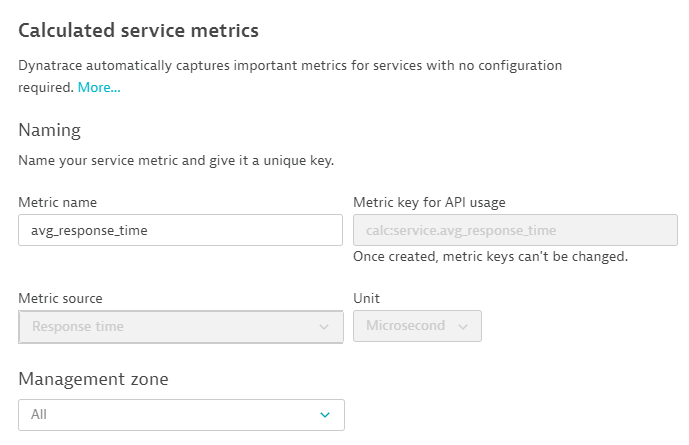 Calculated service metrics
Dynatrace automatically captures important metrics for services with no configuration
required. More...
Naming
Name your service metric and give it a unique key.
Metric name
Metric key for API usage
avg_response_time
calc:service.avg_response_time
Once created, metric keys can't be changed.
Metric source
Unit
Response time
Microsecond
Management zone
All